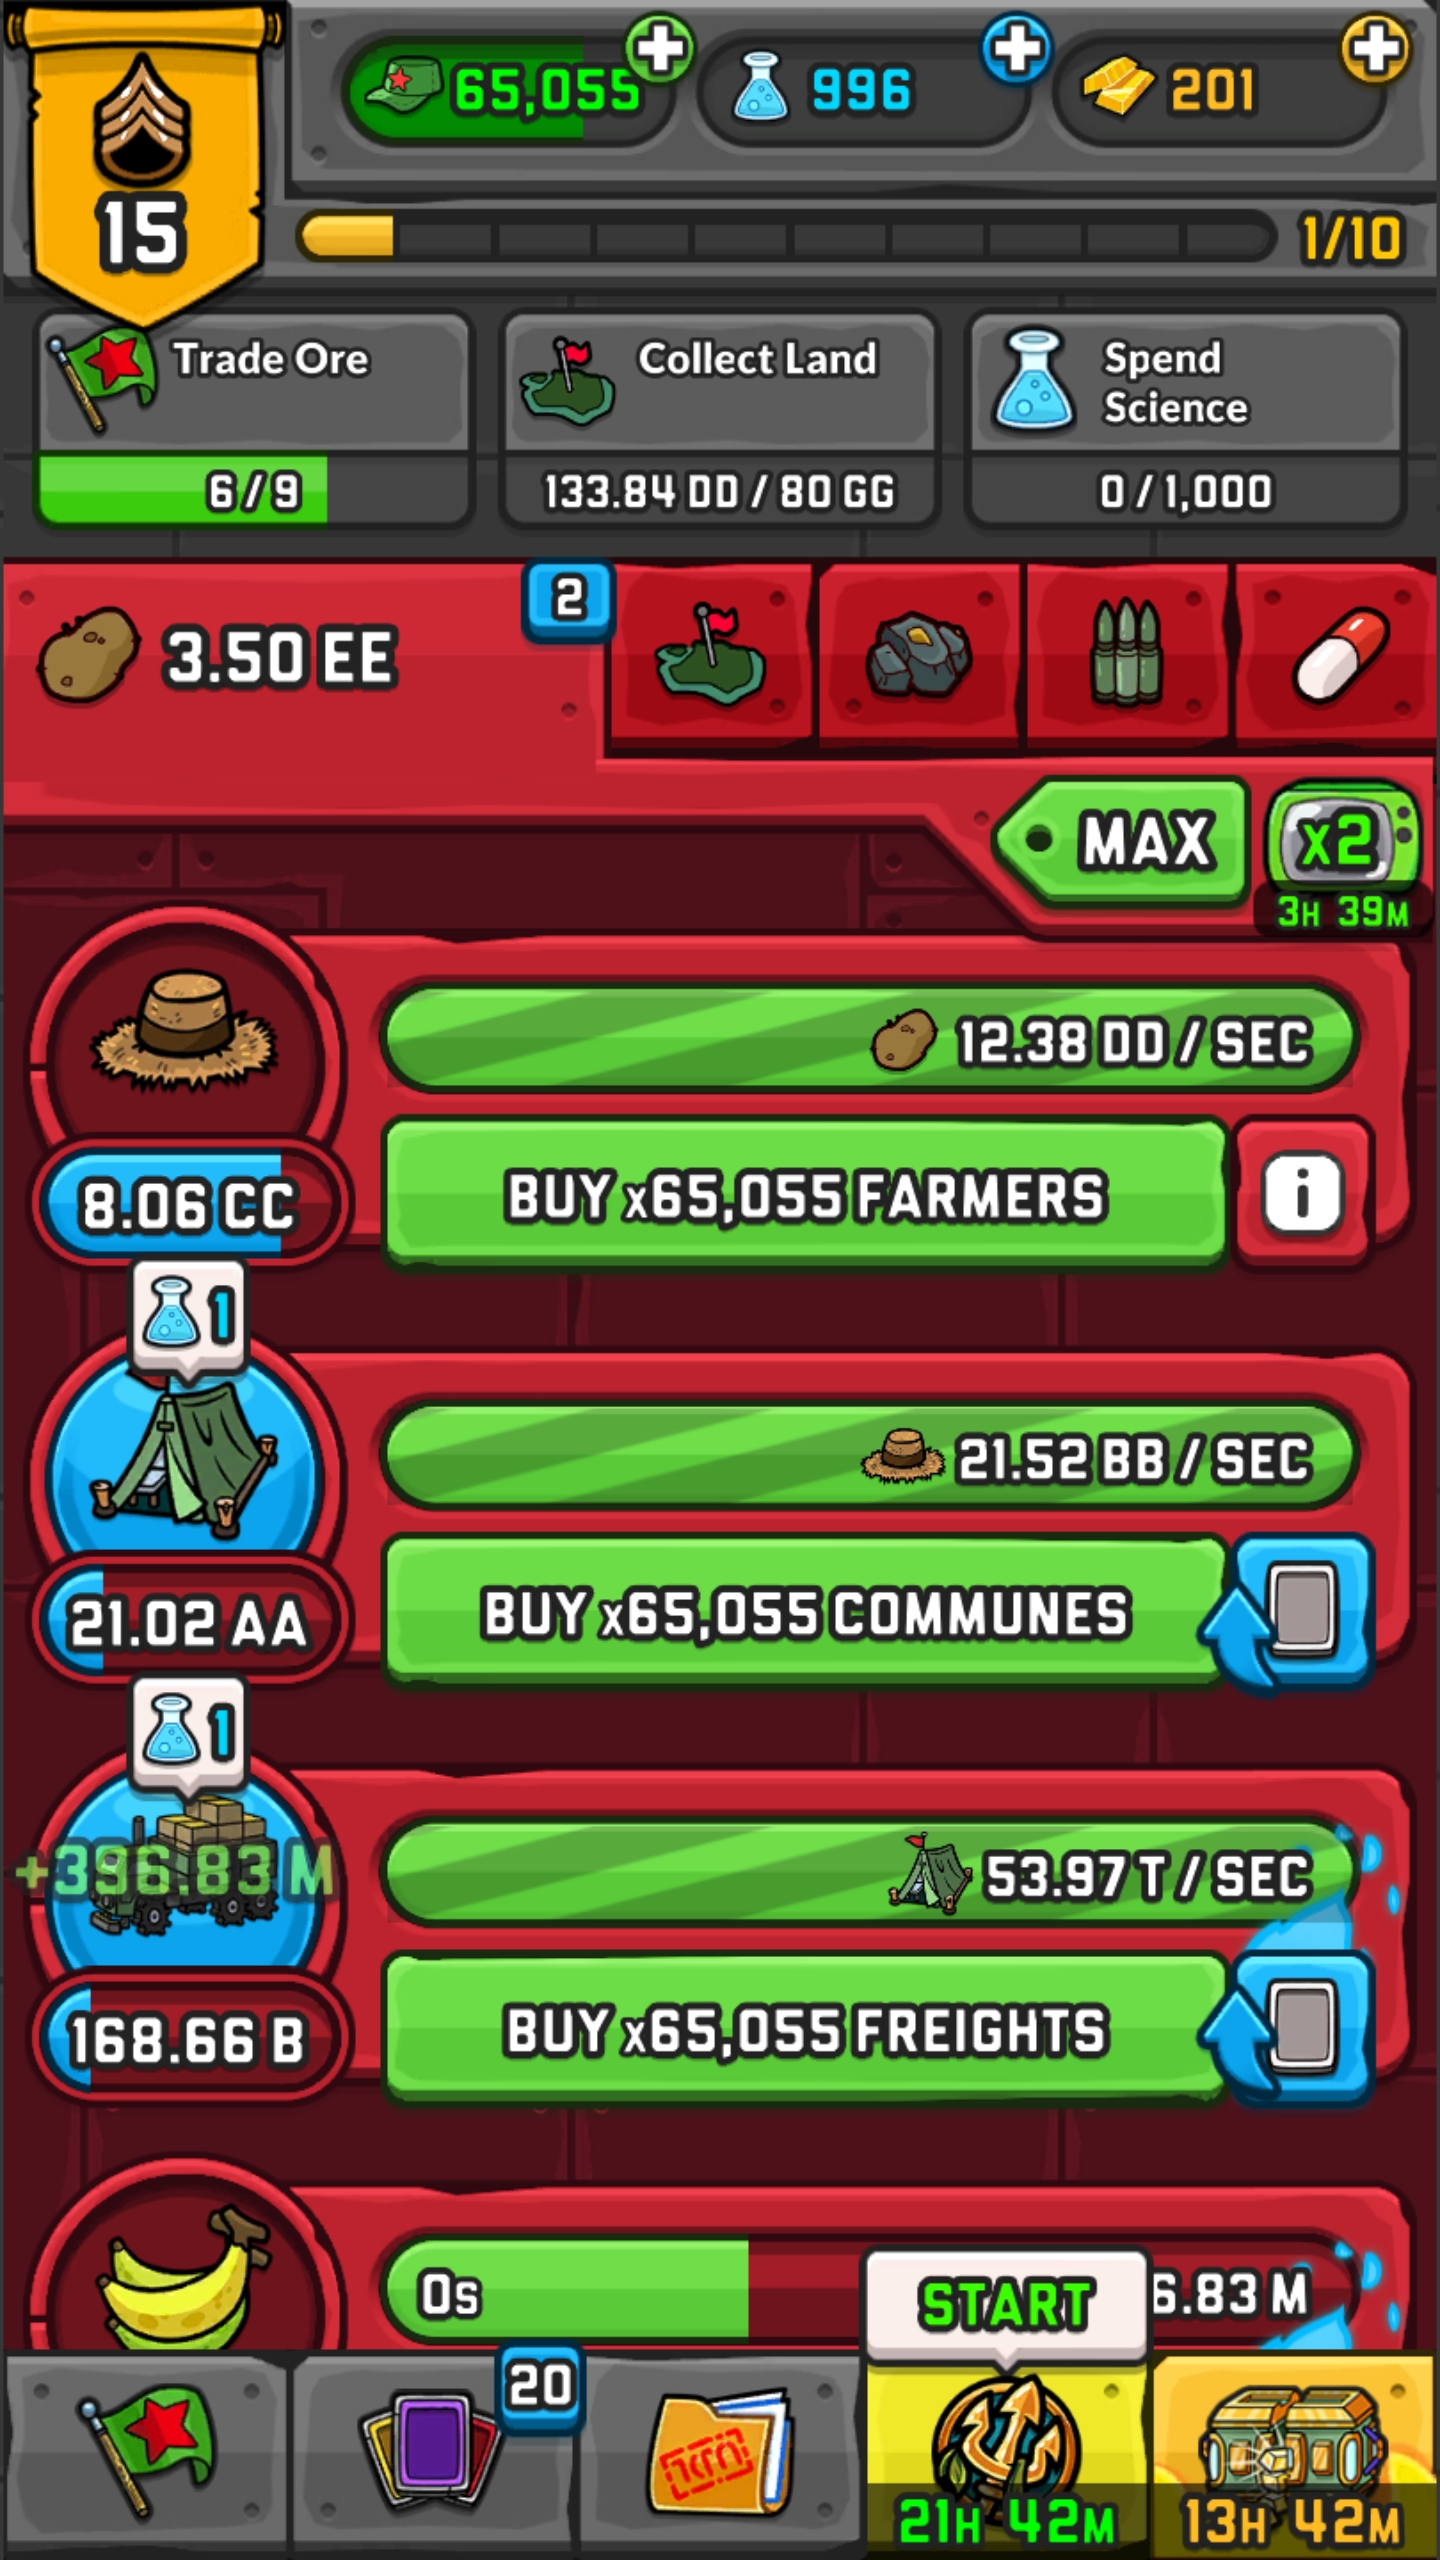 65,055
996
201
15
1/10
Trade Ore
Collect Land
Spend
Science
6/9
133.84 DD / 80 GG
0 / 1,000
3.50 EE
2
MAX
x2
3H 39M
12.38 DD / SEC
8.06 CC
BUY x65,055 FARMERS
i
1
21.52 BB / SEC
21.02 AA
BUY x65,055 COMMUNES
1
+396.83 M
53.97 T / SEC
168.66 B
BUY x65,055 FREIGHTS
0s
START
6.83 M
20
21H 42M
13H 42M